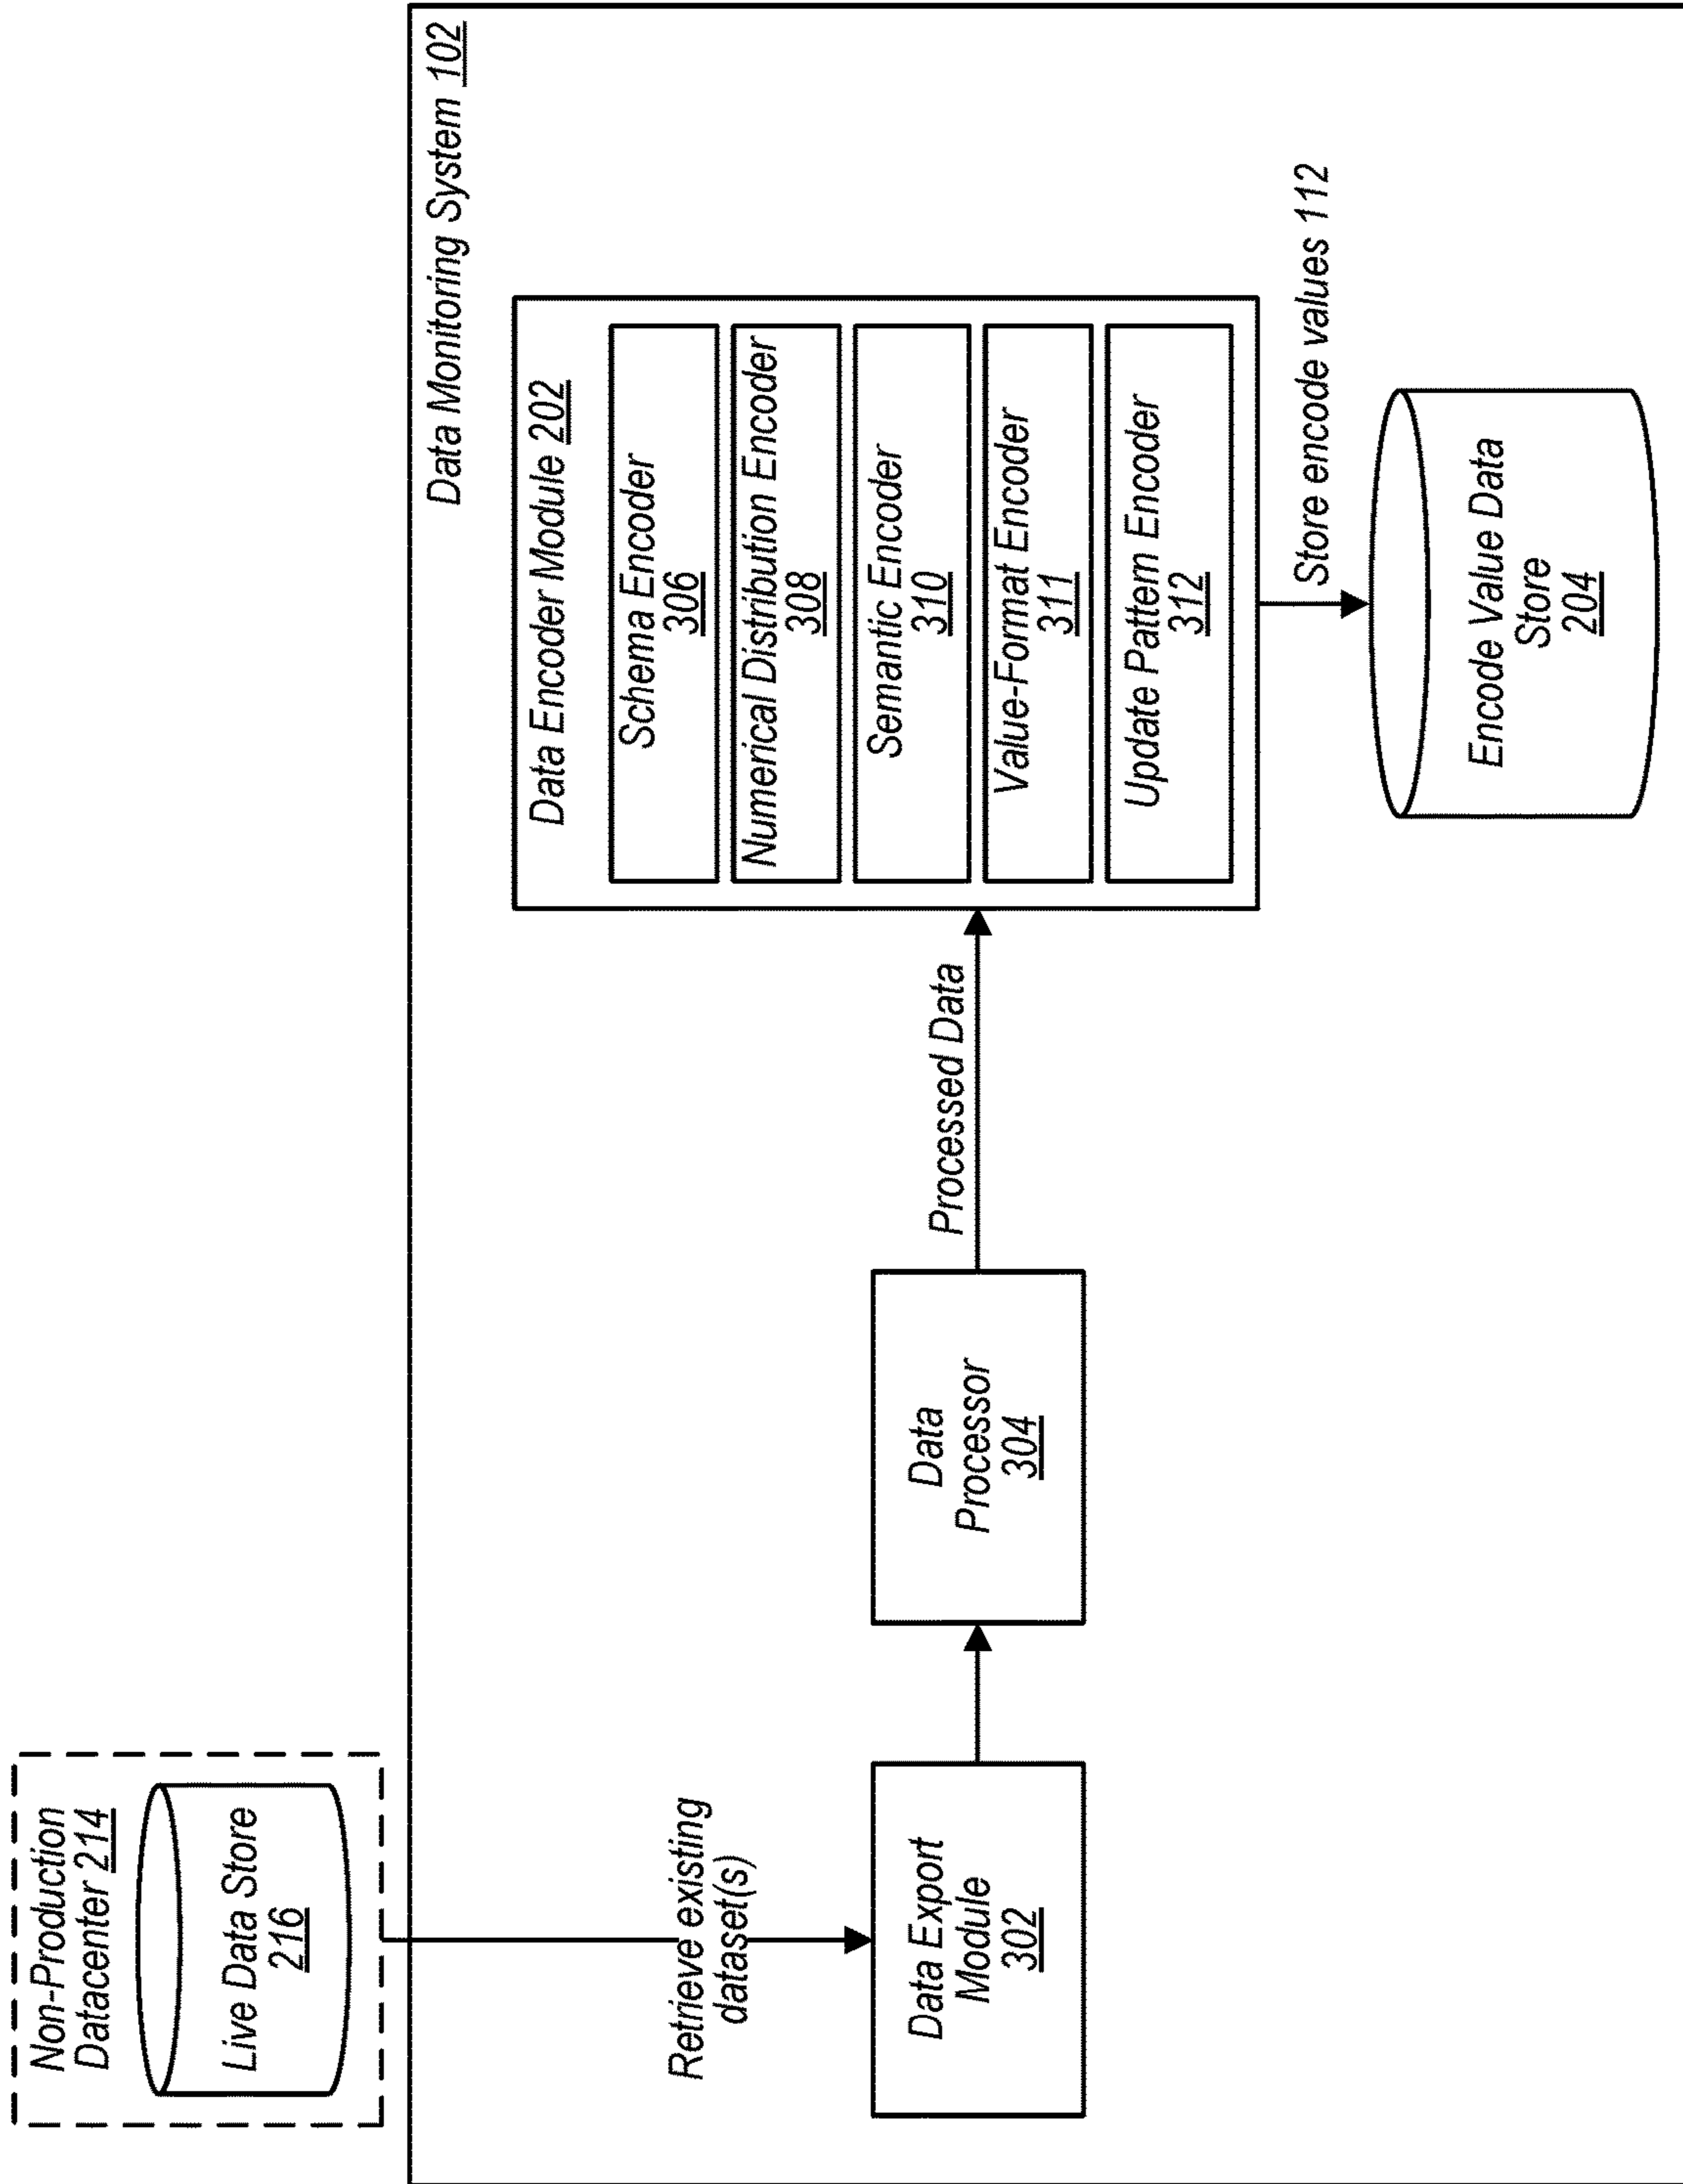 Non-Production
Datacenter 214
Live Data Store
216
Data Monitoring System 102
Retrieve existing
dataset(s)
Data Export
Module
302
Data
Processor
304
Processed Data
Data Encoder Module 202
Schema Encoder
306
Numerical Distribution Encoder
308
Semantic Encoder
310
Value-Format Encoder
311
Update Pattern Encoder
312
Store encode values 112
Encode Value Data
Store
204